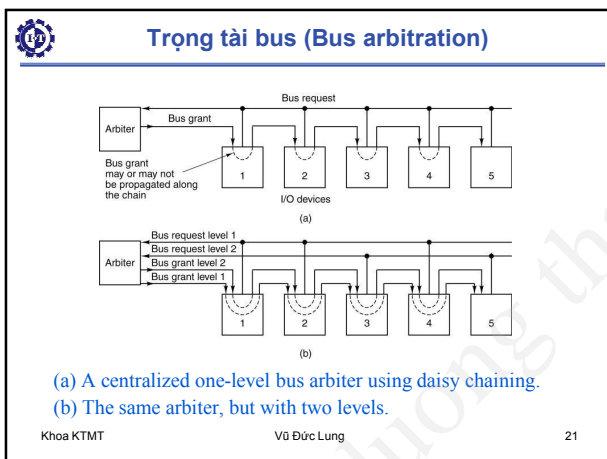 Trọng tài bus (Bus arbitration)
Bus request
Arbiter
Bus grant
Bus grant
may or may not
be propagated along
the chain
1 2 3 4 5
I/O devices
(a)
Bus request level 1
Bus request level 2
Arbiter
Bus grant level 2
Bus grant level 1
1 2 3 4 5
(b)
(a) A centralized one-level bus arbiter using daisy chaining.
(b) The same arbiter, but with two levels.
Khoa KTMT Vũ Đức Lung 21